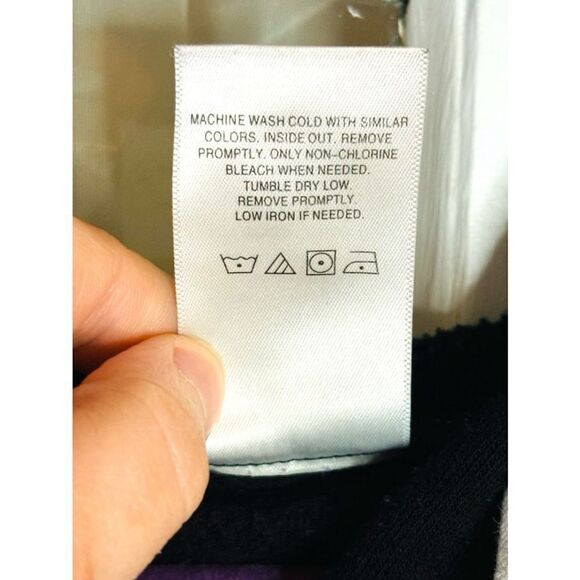 MACHINE WASH COLD WITH SIMILAR
COLORS. INSIDE OUT. REMOVE
PROMPTLY. ONLY NON-CHLORINE
BLEACH WHEN NEEDED.
TUMBLE DRY LOW.
REMOVE PROMPTLY.
LOW IRON IF NEEDED.